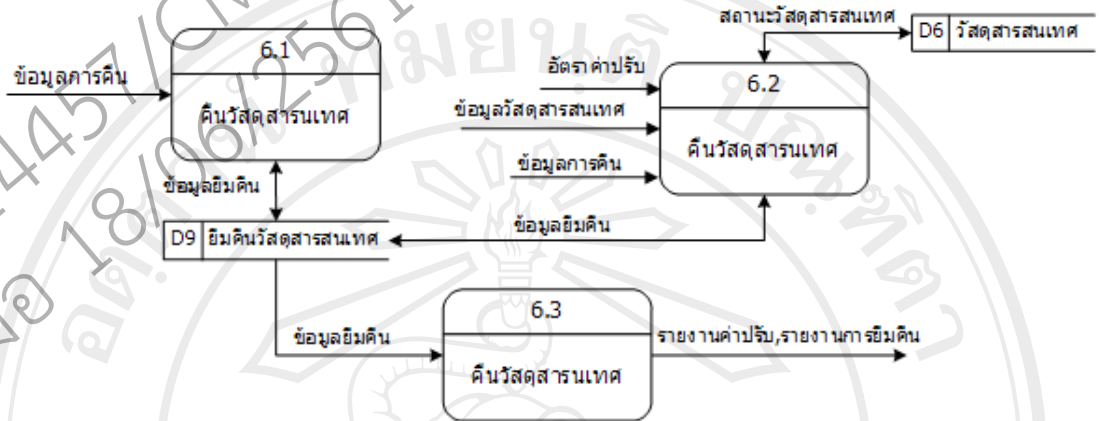 สถานะวัสดุสารสนเทศ
D6 วัสดุสารสนเทศ
6.1
ข้อมูลการคืน
คืนวัสดุสารนเทศ
อัตราค่าปรับ
6.2
ข้อมูลวัสดุสารสนเทศ
คืนวัสดุสารนเทศ
ข้อมูลการคืน
ข้อมูลยืมคืน
D9 ยืมคืนวัสดุสารสนเทศ
ข้อมูลยืมคืน
6.3
ข้อมูลยืมคืน
รายงานค่าปรับ,รายงานการยืมคืน
คืนวัสดุสารนเทศ
18/06/2561